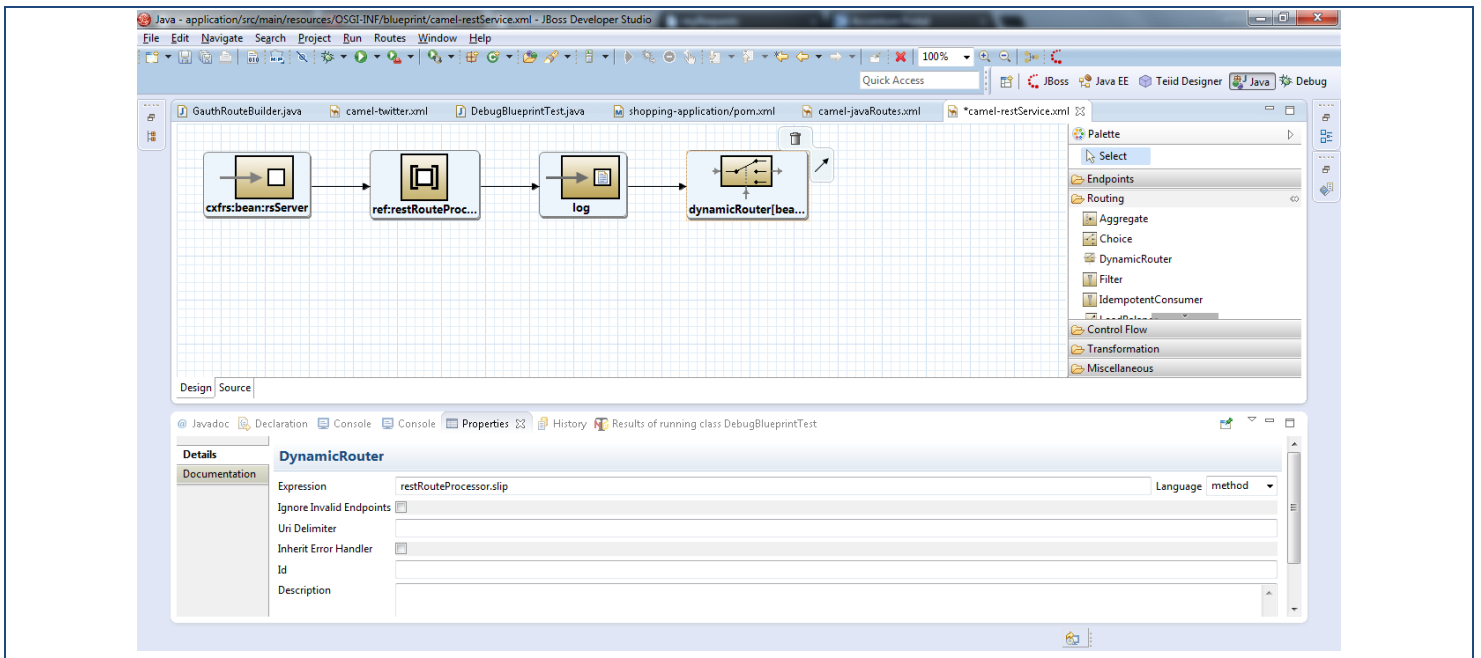 Java - application/src/main/resources/OSGI-INF/blueprint/camel-restService.xml - JBoss Developer Studio
File Edit Navigate Search Project Run Routes Window Help
100%
Quick Access
JBoss Java EE Teiid Designer Java Debug
GauthRouteBuilder.java camel-twitter.xml DebugBlueprintTest.java shopping-application/pom.xml camel-javaRoutes.xml *camel-restService.xml
Palette
Select
Endpoints
Routing
Aggregate
Choice
DynamicRouter
Filter
IdempotentConsumer
Control Flow
Transformation
Miscellaneous
cxfrs:bean:rsServer ref:restRouteProc... log dynamicRouter[bea...
Design Source
@ Javadoc Declaration Console Console Properties History Results of running class DebugBlueprintTest
Details
Documentation
DynamicRouter
Expression restRouteProcessor.slip Language method
Ignore Invalid Endpoints
Uri Delimiter
Inherit Error Handler
Id
Description